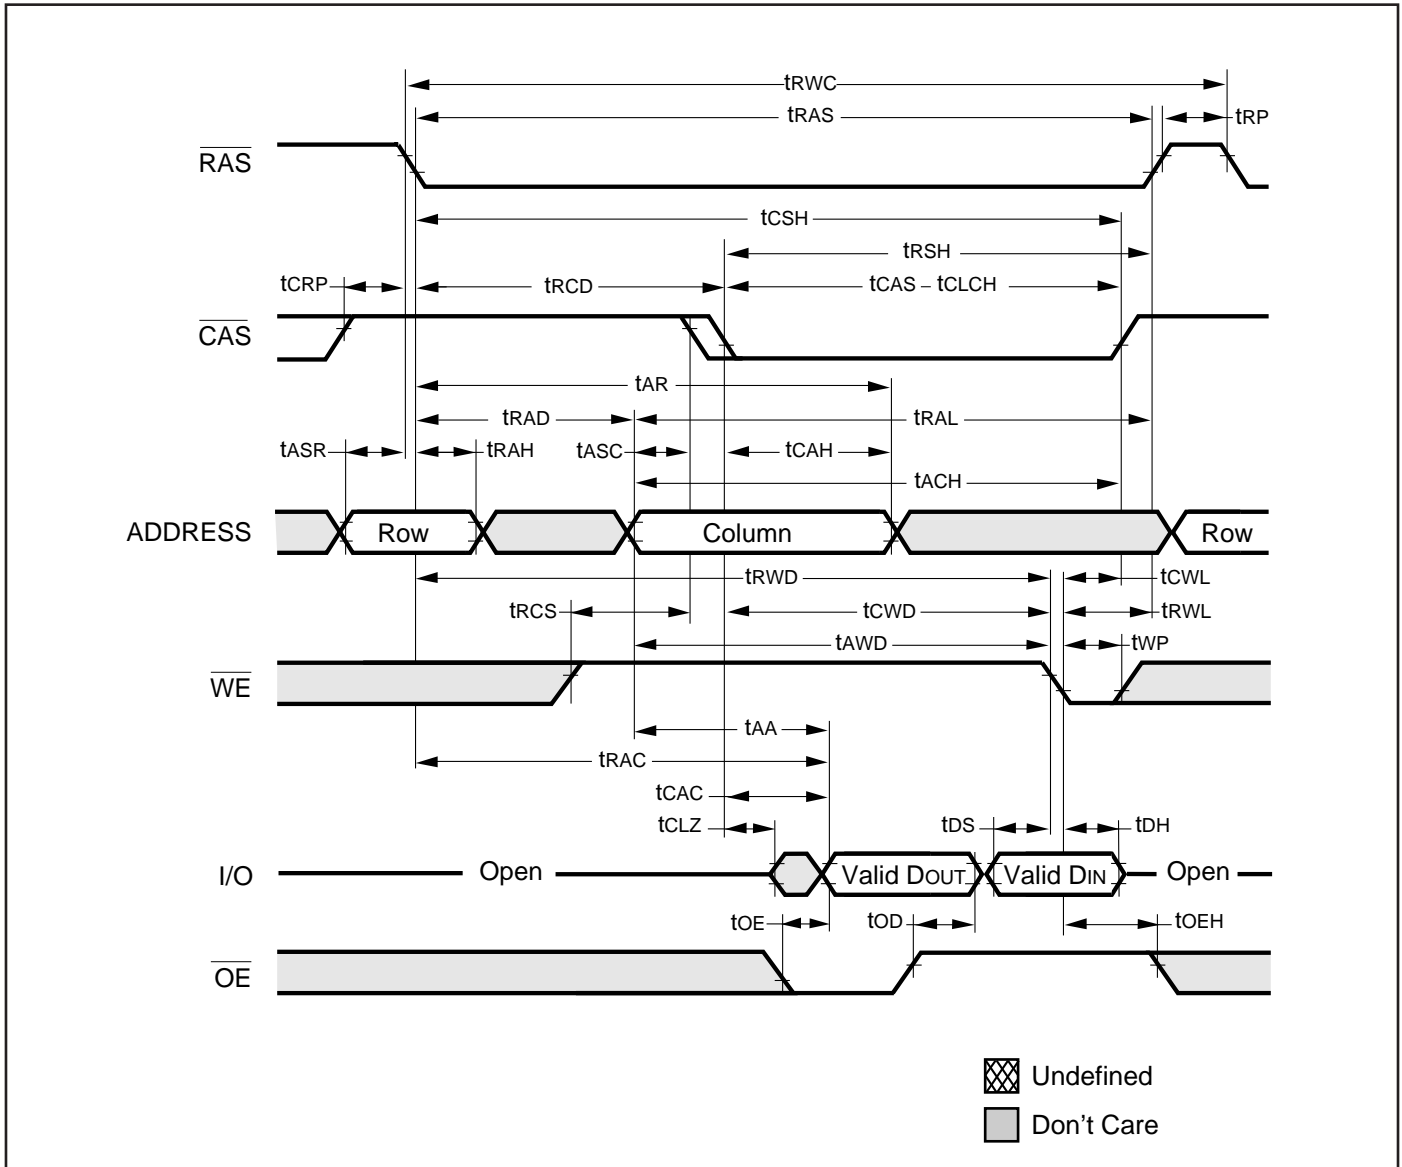 tRWC
tRAS tRP
RAS
tCSH
tRSH
tCRP tRCD tCAS – tCLCH
CAS
tAR
tRAD tRAL
tASR tRAH tASC tCAH
tACH
ADDRESS Row Column Row
tRWD tCWL
tRCS tCWD tRWL
tAWD tWP
WE
tAA
tRAC
tCAC
tCLZ tDS tDH
I/O Open Valid DOUT Valid DIN Open
tOE tOD tOEH
OE
Undefined
Don't Care